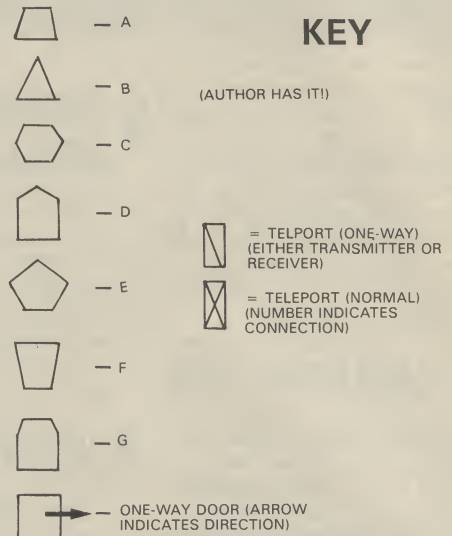 KEY
— A
— B
(AUTHOR HAS IT!)
— C
— D
= TELPORT (ONE-WAY)
(EITHER TRANSMITTER OR
RECEIVER)
— E
= TELEPORT (NORMAL)
(NUMBER INDICATES
CONNECTION)
— F
— G
— ONE-WAY DOOR (ARROW
INDICATES DIRECTION)